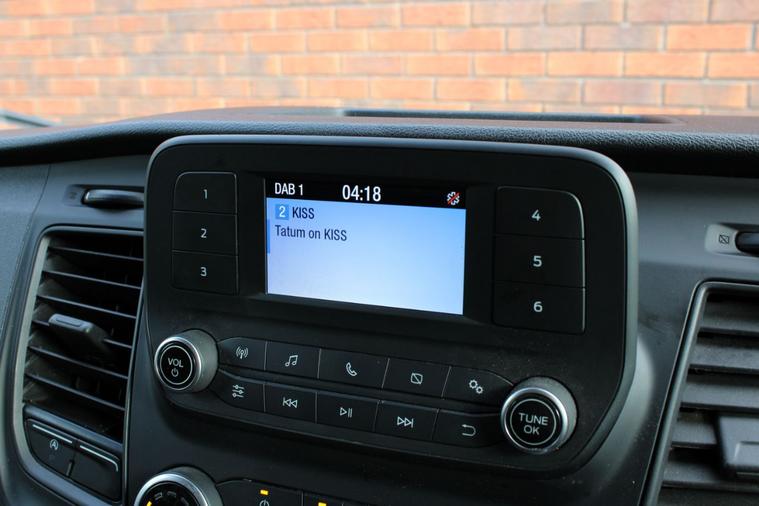 DAB 1 04:18
2 KISS
Tatum on KISS
1
2
3
4
5
6
VOL
TUNE
OK
A